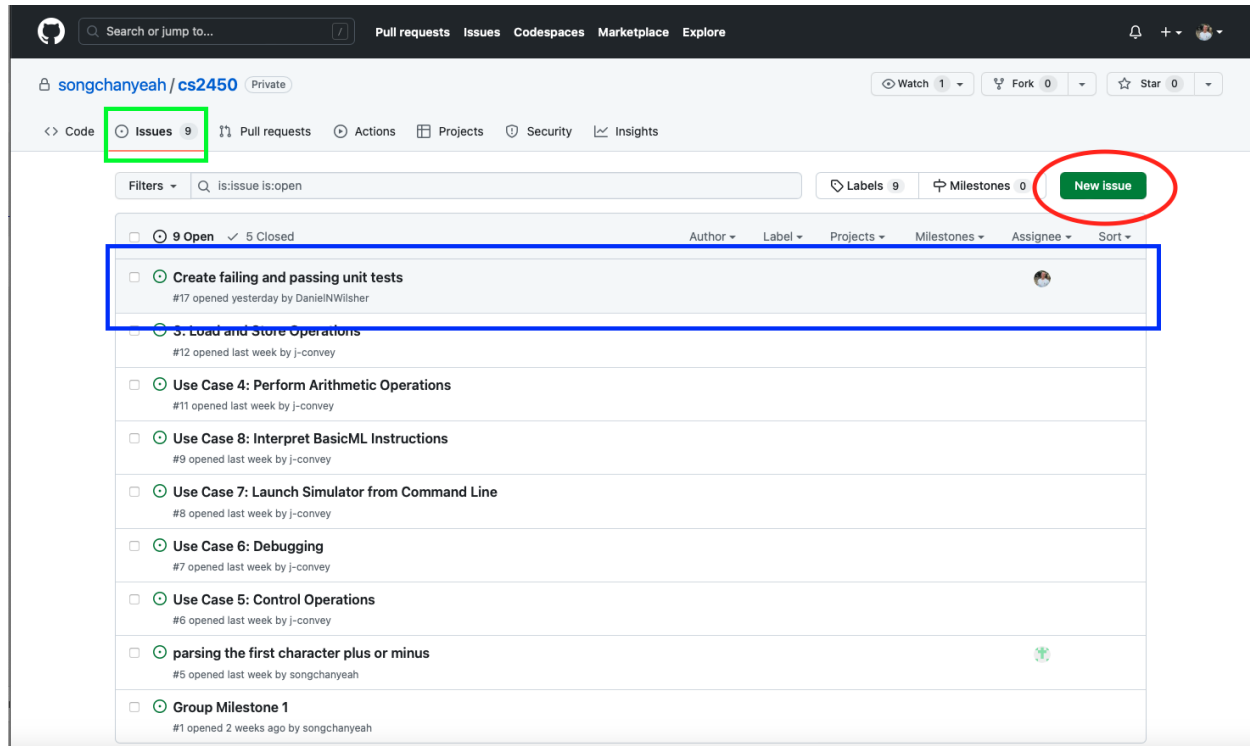 Search or jump to... / Pull requests Issues Codespaces Marketplace Explore
songchanyeah / cs2450 Private Watch 1 Fork 0 Star 0
<> Code Issues 9 Pull requests Actions Projects Security Insights
Filters is:issue is:open Labels 9 Milestones 0 New issue
9 Open 5 Closed Author Label Projects Milestones Assignee Sort
Create failing and passing unit tests
#17 opened yesterday by DanielNWilsher
3: Load and Store Operations
#12 opened last week by j-convey
Use Case 4: Perform Arithmetic Operations
#11 opened last week by j-convey
Use Case 8: Interpret BasicML Instructions
#9 opened last week by j-convey
Use Case 7: Launch Simulator from Command Line
#8 opened last week by j-convey
Use Case 6: Debugging
#7 opened last week by j-convey
Use Case 5: Control Operations
#6 opened last week by j-convey
parsing the first character plus or minus
#5 opened last week by songchanyeah
Group Milestone 1
#1 opened 2 weeks ago by songchanyeah